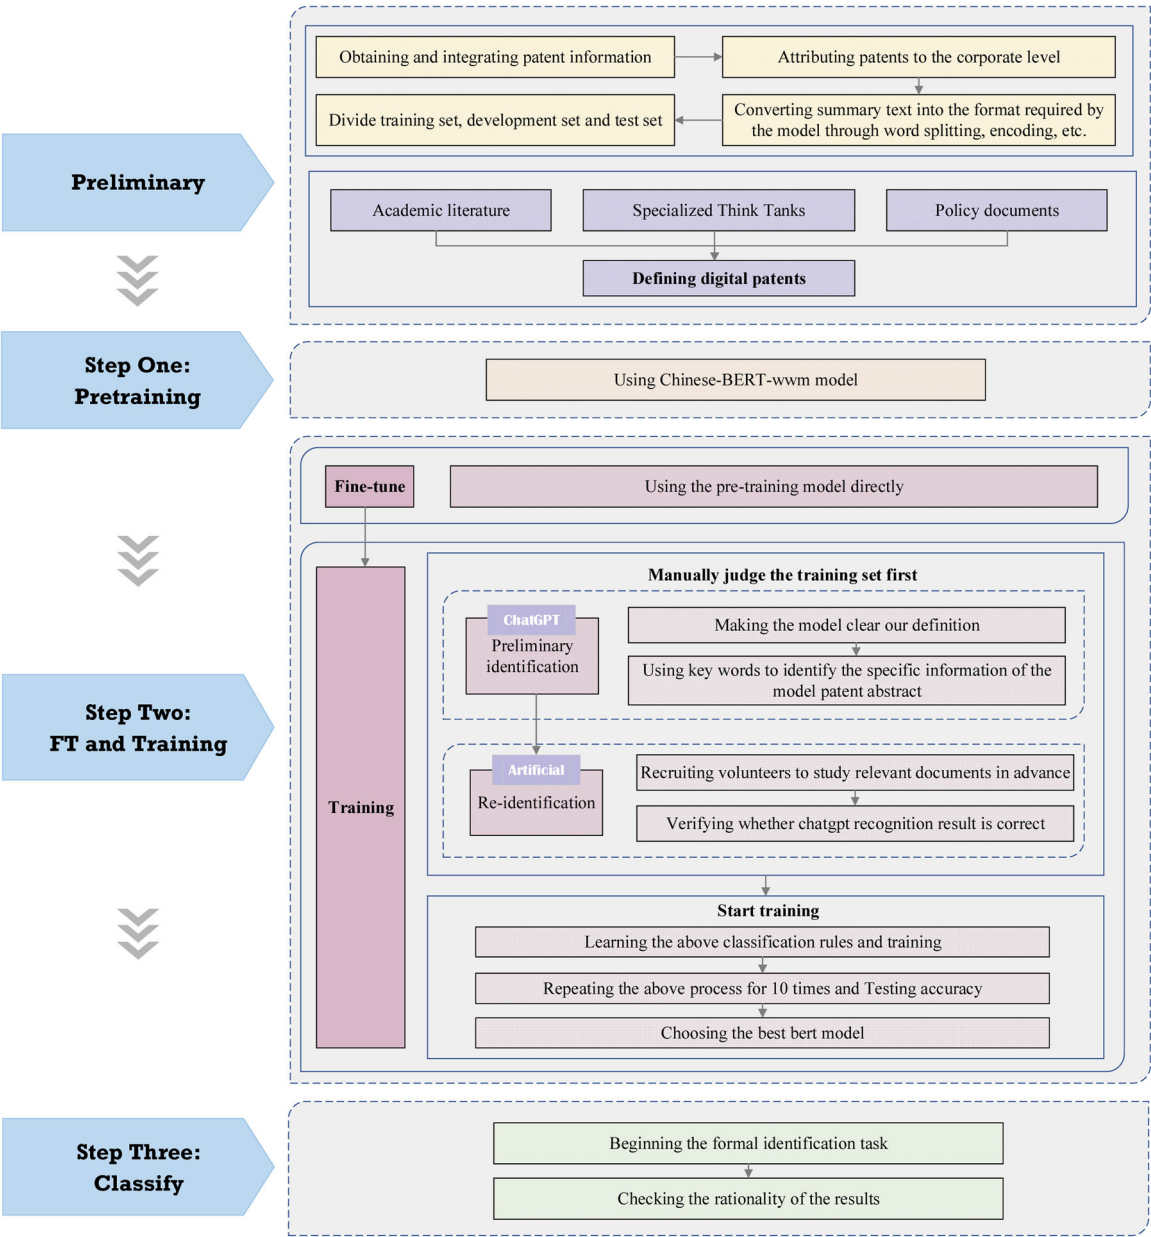 Preliminary
Obtaining and integrating patent information
Attributing patents to the corporate level
Divide training set, development set and test set
Converting summary text into the format required by
the model through word splitting, encoding, etc.
Academic literature
Specialized Think Tanks
Policy documents
Defining digital patents
Step One:
Pretraining
Using Chinese-BERT-wwm model
Step Two:
FT and Training
Fine-tune
Using the pre-training model directly
Training
Manually judge the training set first
ChatGPT
Preliminary
identification
Making the model clear our definition
Using key words to identify the specific information of the
model patent abstract
Artificial
Re-identification
Recruiting volunteers to study relevant documents in advance
Verifying whether chatgpt recognition result is correct
Start training
Learning the above classification rules and training
Repeating the above process for 10 times and Testing accuracy
Choosing the best bert model
Step Three:
Classify
Beginning the formal identification task
Checking the rationality of the results